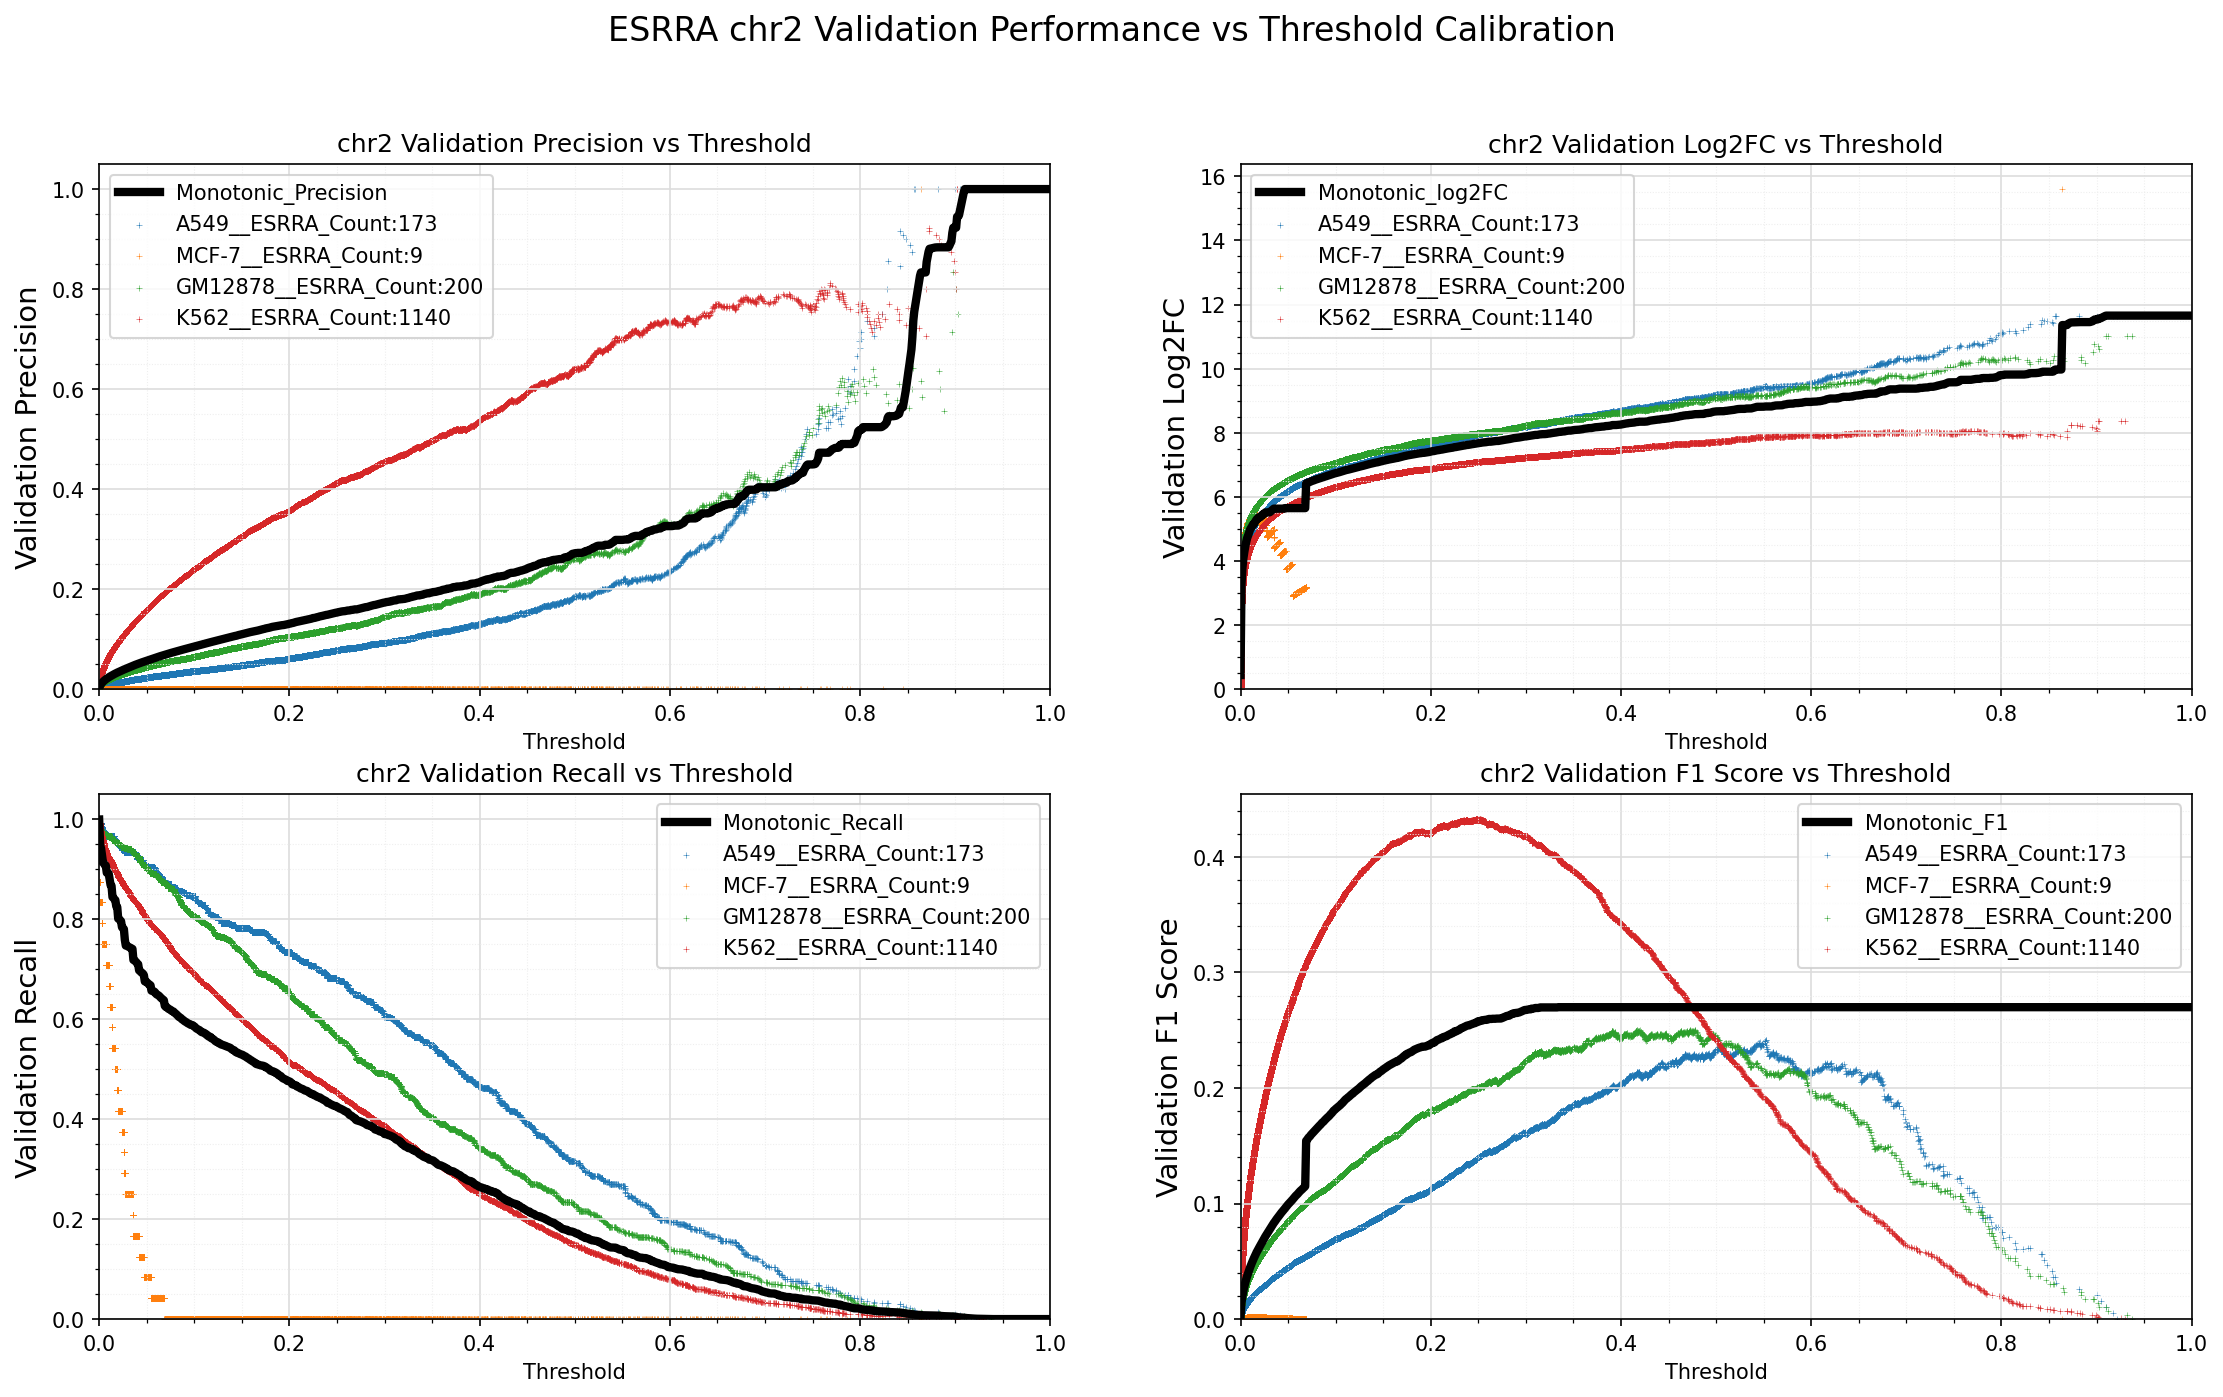 ESRRA chr2 Validation Performance vs Threshold Calibration
chr2 Validation Precision vs Threshold
Validation Precision
1.0
0.8
0.6
0.4
0.2
0.0
Monotonic_Precision
A549__ESRRA_Count:173
MCF-7__ESRRA_Count:9
GM12878__ESRRA_Count:200
K562__ESRRA_Count:1140
0.0 0.2 0.4 0.6 0.8 1.0
Threshold
chr2 Validation Log2FC vs Threshold
Validation Log2FC
16
14
12
10
8
6
4
2
0
Monotonic_log2FC
A549__ESRRA_Count:173
MCF-7__ESRRA_Count:9
GM12878__ESRRA_Count:200
K562__ESRRA_Count:1140
0.0 0.2 0.4 0.6 0.8 1.0
Threshold
chr2 Validation Recall vs Threshold
Validation Recall
1.0
0.8
0.6
0.4
0.2
0.0
Monotonic_Recall
A549__ESRRA_Count:173
MCF-7__ESRRA_Count:9
GM12878__ESRRA_Count:200
K562__ESRRA_Count:1140
0.0 0.2 0.4 0.6 0.8 1.0
Threshold
chr2 Validation F1 Score vs Threshold
Validation F1 Score
0.4
0.3
0.2
0.1
0.0
Monotonic_F1
A549__ESRRA_Count:173
MCF-7__ESRRA_Count:9
GM12878__ESRRA_Count:200
K562__ESRRA_Count:1140
0.0 0.2 0.4 0.6 0.8 1.0
Threshold